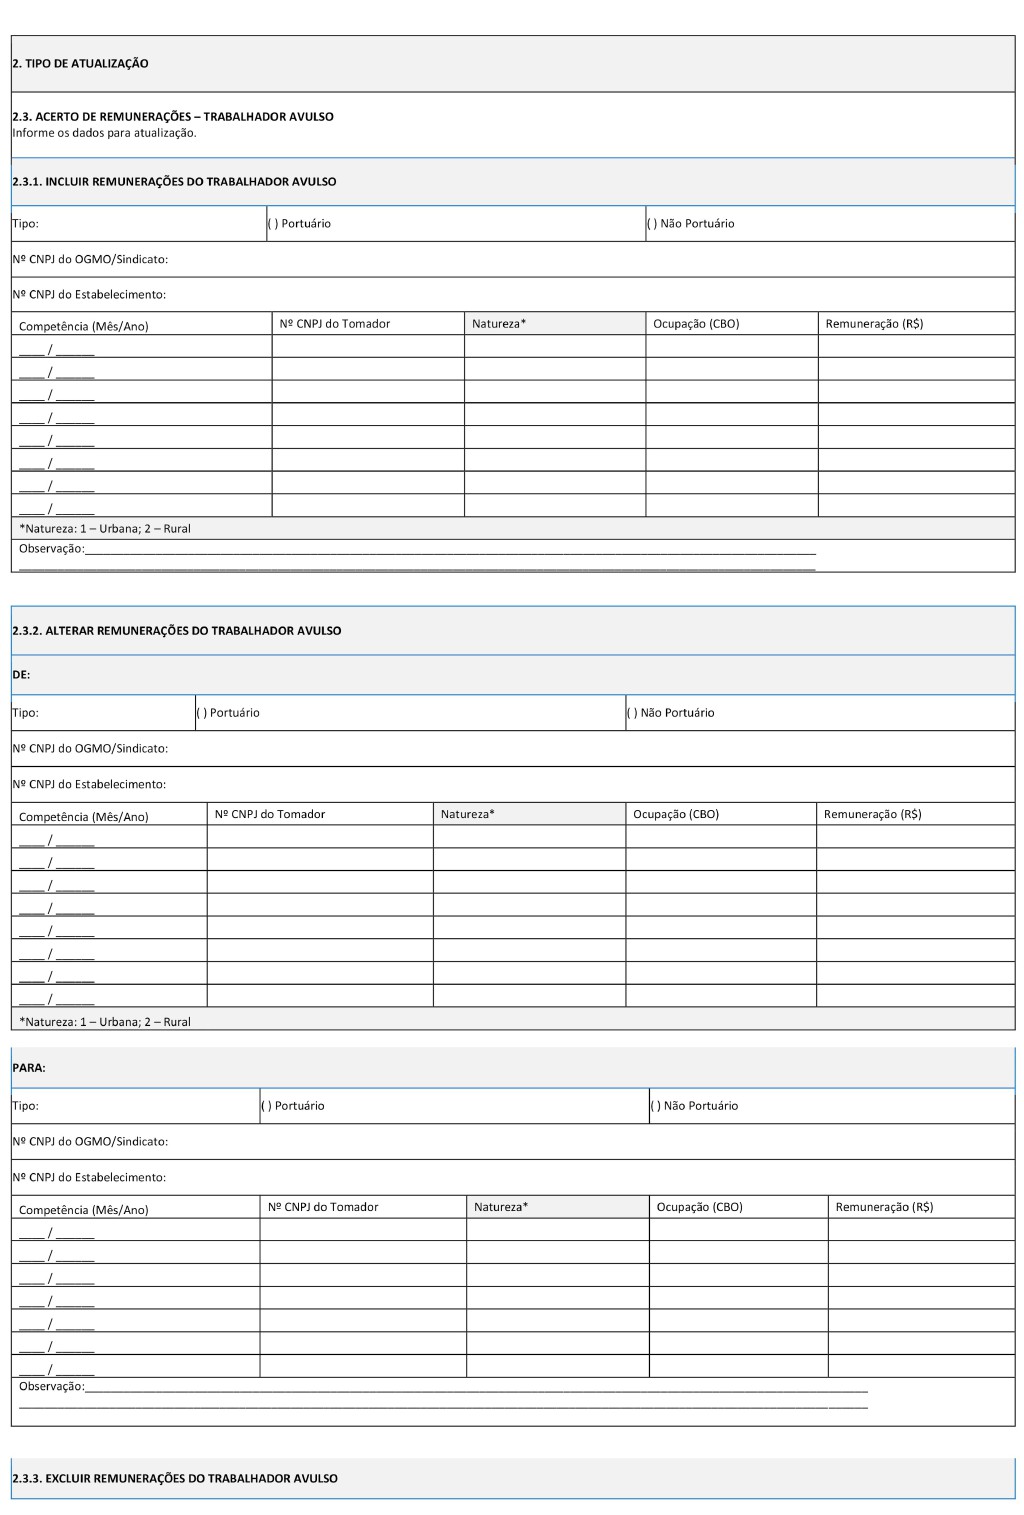 2. TIPO DE ATUALIZAÇÃO
2.3. ACERTO DE REMUNERAÇÕES – TRABALHADOR AVULSO
Informe os dados para atualização.
2.3.1. INCLUIR REMUNERAÇÕES DO TRABALHADOR AVULSO
Tipo: ( ) Portuário ( ) Não Portuário
Nº CNPJ do OGMO/Sindicato:
Nº CNPJ do Estabelecimento:
Competência (Mês/Ano) Nº CNPJ do Tomador Natureza* Ocupação (CBO) Remuneração (R$)
____ / ______
____ / ______
____ / ______
____ / ______
____ / ______
____ / ______
____ / ______
____ / ______
*Natureza: 1 – Urbana; 2 – Rural
Observação:______
2.3.2. ALTERAR REMUNERAÇÕES DO TRABALHADOR AVULSO
DE:
Tipo: ( ) Portuário ( ) Não Portuário
Nº CNPJ do OGMO/Sindicato:
Nº CNPJ do Estabelecimento:
Competência (Mês/Ano) Nº CNPJ do Tomador Natureza* Ocupação (CBO) Remuneração (R$)
____ / ______
____ / ______
____ / ______
____ / ______
____ / ______
____ / ______
____ / ______
____ / ______
*Natureza: 1 – Urbana; 2 – Rural
PARA:
Tipo: ( ) Portuário ( ) Não Portuário
Nº CNPJ do OGMO/Sindicato:
Nº CNPJ do Estabelecimento:
Competência (Mês/Ano) Nº CNPJ do Tomador Natureza* Ocupação (CBO) Remuneração (R$)
____ / ______
____ / ______
____ / ______
____ / ______
____ / ______
____ / ______
____ / ______
Observação:______
2.3.3. EXCLUIR REMUNERAÇÕES DO TRABALHADOR AVULSO